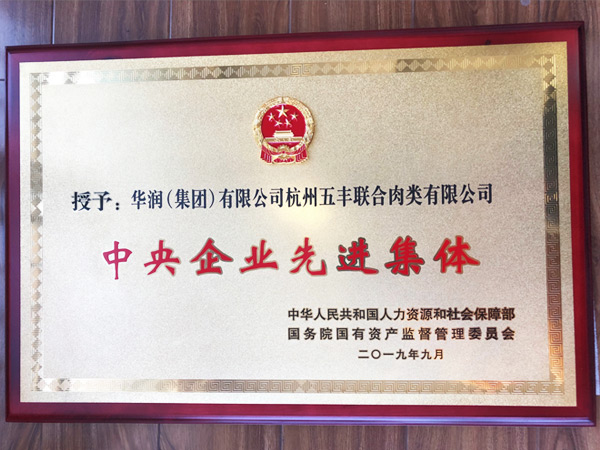 授予：华润（集团）有限公司杭州五丰联合肉类有限公司
中央企业先进集体
中华人民共和国人力资源和社会保障部
国务院国有资产监督管理委员会
二〇一九年九月